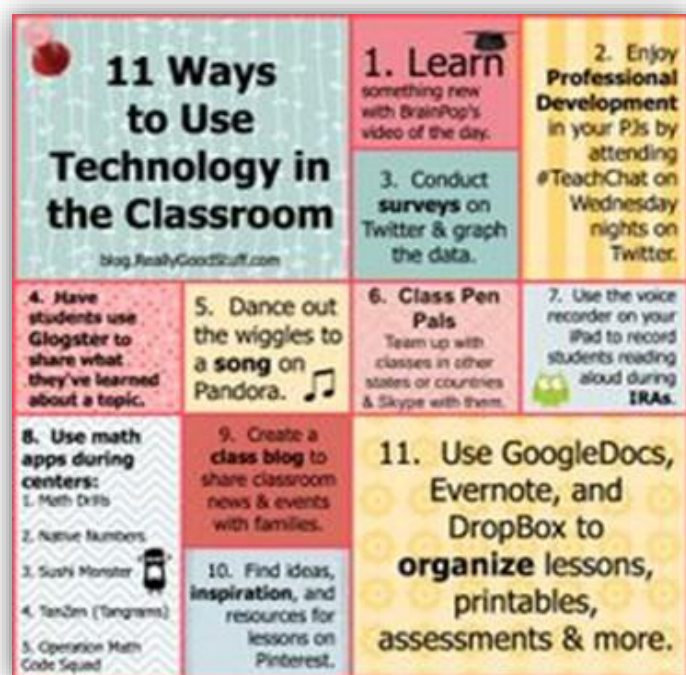 11 Ways
to Use
Technology in
the Classroom
blog.ReallyGoodStuff.com
1. Learn
something new
with BrainPop's
video of the day.
2. Enjoy
Professional
Development
in your PJs by
attending
#TeachChat on
Wednesday
nights on
Twitter.
3. Conduct
surveys on
Twitter & graph
the data.
4. Have
students use
Glogster to
share what
they've learned
about a topic.
5. Dance out
the wiggles to
a song on
Pandora.
6. Class Pen
Pals
Team up with
classes in other
states or countries
& Skype with them.
7. Use the voice
recorder on your
iPad to record
students reading
aloud during
IRAs.
8. Use math
apps during
centers:
1. Math Drills
2. Native Numbers
3. Sushi Monster
4. TanZen (Tangrams)
5. Operation Math
Code Squad
9. Create a
class blog to
share classroom
news & events
with families.
10. Find ideas,
inspiration, and
resources for
lessons on
Pinterest.
11. Use GoogleDocs,
Evernote, and
DropBox to
organize lessons,
printables,
assessments & more.